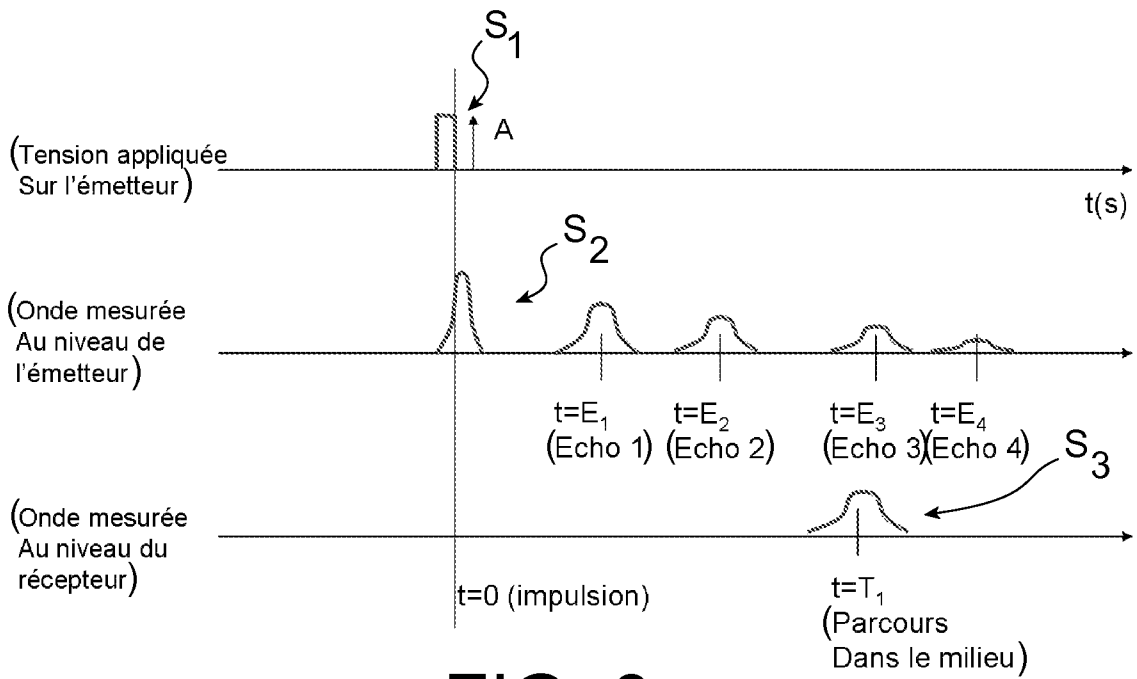 S1
A
(Tension appliquée
Sur l'émetteur)
t(s)
S2
(Onde mesurée
Au niveau de
l'émetteur)
t=E1
(Echo 1)
t=E2
(Echo 2)
t=E3
(Echo 3)
t=E4
(Echo 4)
S3
(Onde mesurée
Au niveau du
récepteur)
t=0 (impulsion)
t=T1
(Parcours
Dans le milieu)